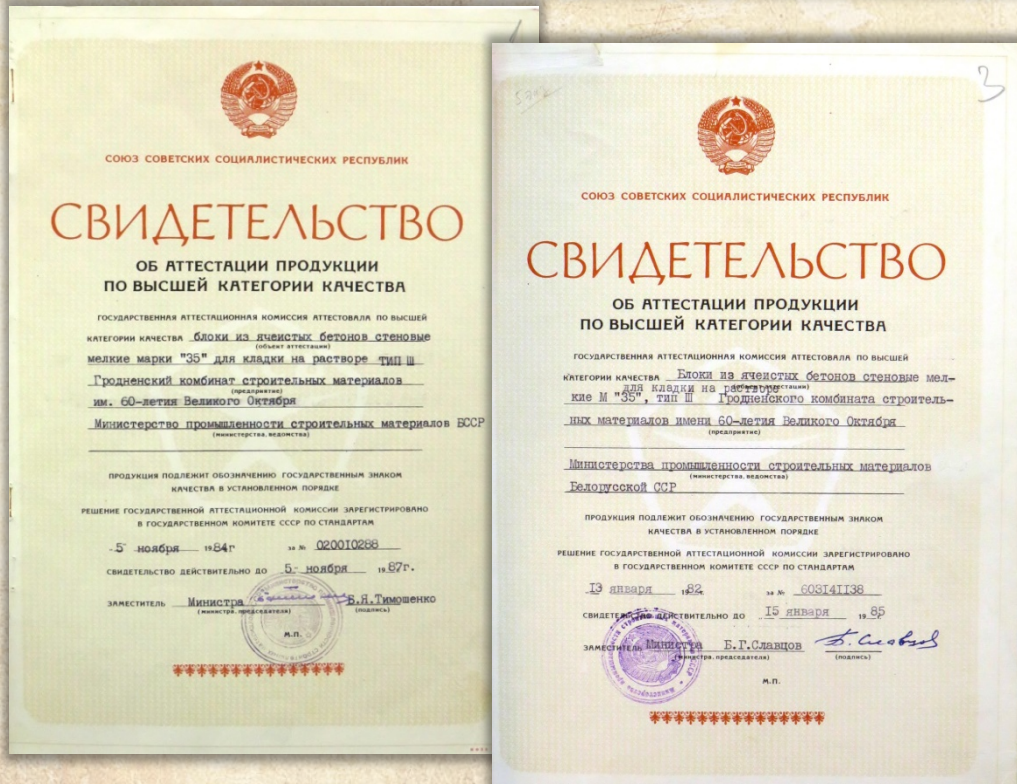 СОЮЗ СОВЕТСКИХ СОЦИАЛИСТИЧЕСКИХ РЕСПУБЛИК
СВИДЕТЕЛЬСТВО
ОБ АТТЕСТАЦИИ ПРОДУКЦИИ
ПО ВЫСШЕЙ КАТЕГОРИИ КАЧЕСТВА
ГОСУДАРСТВЕННАЯ АТТЕСТАЦИОННАЯ КОМИССИЯ АТТЕСТОВАЛА ПО ВЫСШЕЙ
КАТЕГОРИИ КАЧЕСТВА блоки из ячеистых бетонов стеновые
(объект аттестации)
мелкие марки "35" для кладки на растворе ТИП Ш
Гродненский комбинат строительных материалов
(предприятие)
им. 60-летия Великого Октября
Министерство промышленности строительных материалов БССР
(министерства, ведомства)
ПРОДУКЦИЯ ПОДЛЕЖИТ ОБОЗНАЧЕНИЮ ГОСУДАРСТВЕННЫМ ЗНАКОМ
КАЧЕСТВА В УСТАНОВЛЕННОМ ПОРЯДКЕ
РЕШЕНИЕ ГОСУДАРСТВЕННОЙ АТТЕСТАЦИОННОЙ КОМИССИИ ЗАРЕГИСТРИРОВАНО
В ГОСУДАРСТВЕННОМ КОМИТЕТЕ СССР ПО СТАНДАРТАМ
5 ноября 1984г за № 020010288
СВИДЕТЕЛЬСТВО ДЕЙСТВИТЕЛЬНО ДО 5 ноября 1987г.
ЗАМЕСТИТЕЛЬ Министра Б.Я.Тимошенко
(министра, председателя) (подпись)
М.П.
3
СОЮЗ СОВЕТСКИХ СОЦИАЛИСТИЧЕСКИХ РЕСПУБЛИК
СВИДЕТЕЛЬСТВО
ОБ АТТЕСТАЦИИ ПРОДУКЦИИ
ПО ВЫСШЕЙ КАТЕГОРИИ КАЧЕСТВА
ГОСУДАРСТВЕННАЯ АТТЕСТАЦИОННАЯ КОМИССИЯ АТТЕСТОВАЛА ПО ВЫСШЕЙ
КАТЕГОРИИ КАЧЕСТВА Блоки из ячеистых бетонов стеновые мел-
для кладки на растворе
кие М "35", тип Ш Гродненского комбината строитель-
ных материалов имени 60-летия Великого Октября
(предприятие)
Министерства промышленности строительных материалов
(министерства, ведомства)
Белорусской ССР
ПРОДУКЦИЯ ПОДЛЕЖИТ ОБОЗНАЧЕНИЮ ГОСУДАРСТВЕННЫМ ЗНАКОМ
КАЧЕСТВА В УСТАНОВЛЕННОМ ПОРЯДКЕ
РЕШЕНИЕ ГОСУДАРСТВЕННОЙ АТТЕСТАЦИОННОЙ КОМИССИИ ЗАРЕГИСТРИРОВАНО
В ГОСУДАРСТВЕННОМ КОМИТЕТЕ СССР ПО СТАНДАРТАМ
13 января 1982г. за № 603141138
СВИДЕТЕЛЬСТВО ДЕЙСТВИТЕЛЬНО ДО 15 января 1985г
ЗАМЕСТИТЕЛЬ Министра Б.Г.Славцов Б. Славцов
(министра, председателя) (подпись)
М.П.